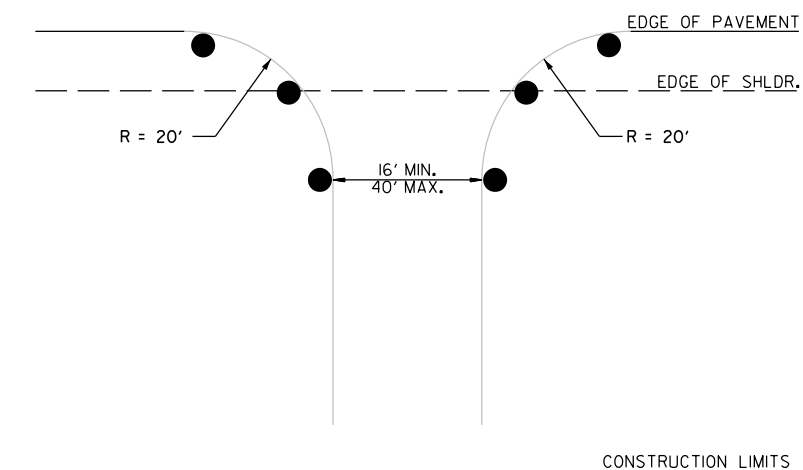 EDGE OF PAVEMENT
EDGE OF SHLDR.
R = 20'
R = 20'
16' MIN.
40' MAX.
CONSTRUCTION LIMITS